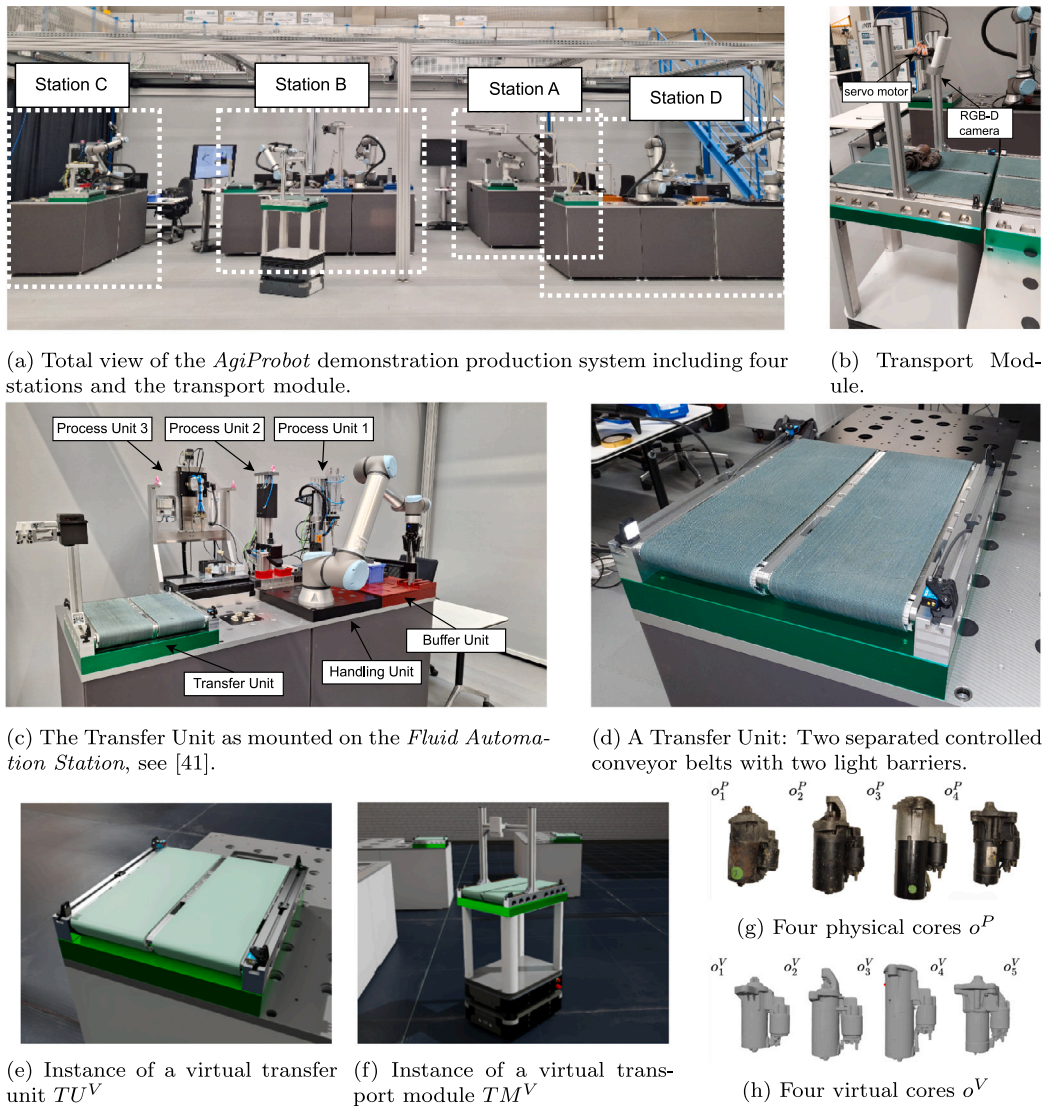 Station C
Station B
Station A
Station D
servo motor
RGB-D
camera
(a) Total view of the AgiProbot demonstration production system including four
stations and the transport module.
(b) Transport Mod-
ule.
Process Unit 3
Process Unit 2
Process Unit 1
Buffer Unit
Handling Unit
Transfer Unit
(c) The Transfer Unit as mounted on the Fluid Automa-
tion Station, see [41].
(d) A Transfer Unit: Two separated controlled
conveyor belts with two light barriers.
o₁ᴾ o₂ᴾ o₃ᴾ o₄ᴾ
(g) Four physical cores oᴾ
o₁ⱽ o₂ⱽ o₃ⱽ o₄ⱽ o₅ⱽ
(h) Four virtual cores oⱽ
(e) Instance of a virtual transfer
unit TUⱽ
(f) Instance of a virtual trans-
port module TMⱽ